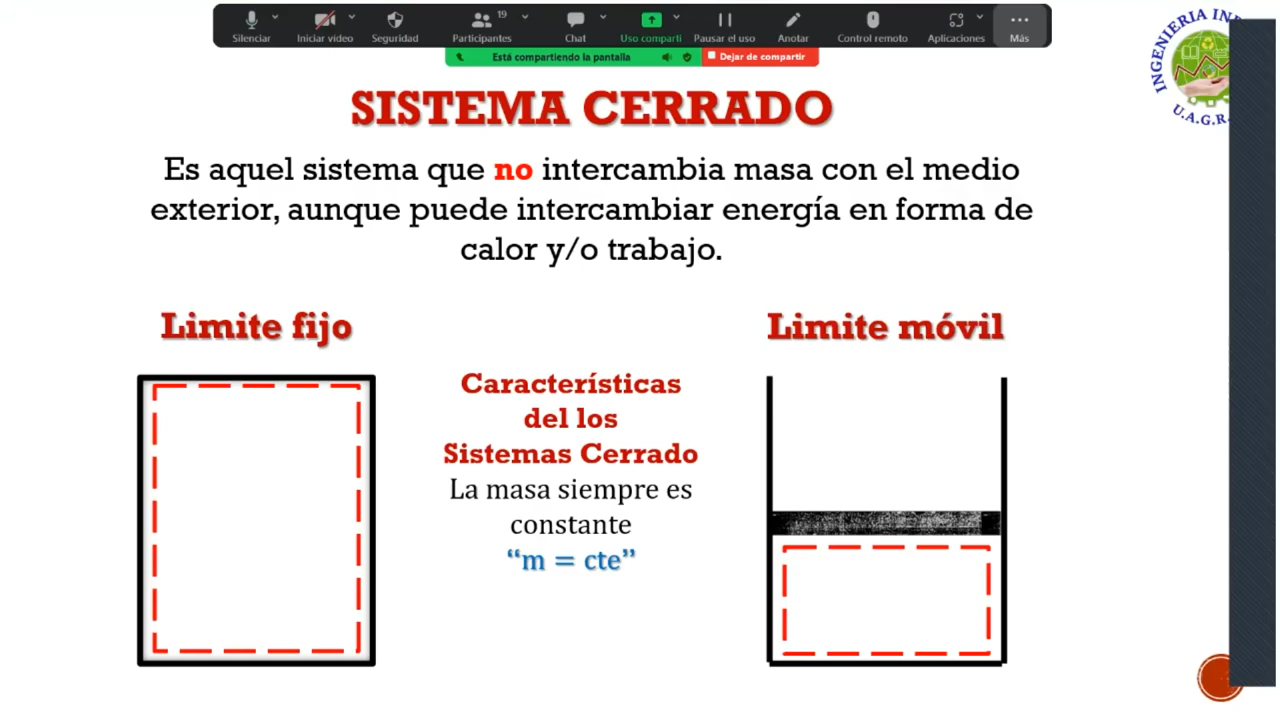 19
Silenciar
Iniciar video
Seguridad
Participantes
Chat
Uso comparti
Pausar el uso
Anotar
Control remoto
Aplicaciones
Más
Está compartiendo la pantalla
Dejar de compartir
INGENIERIA
U.A.G.R.
SISTEMA CERRADO
Es aquel sistema que no intercambia masa con el medio
exterior, aunque puede intercambiar energía en forma de
calor y/o trabajo.
Limite fijo
Limite móvil
Características
del los
Sistemas Cerrado
La masa siempre es
constante
“m = cte”